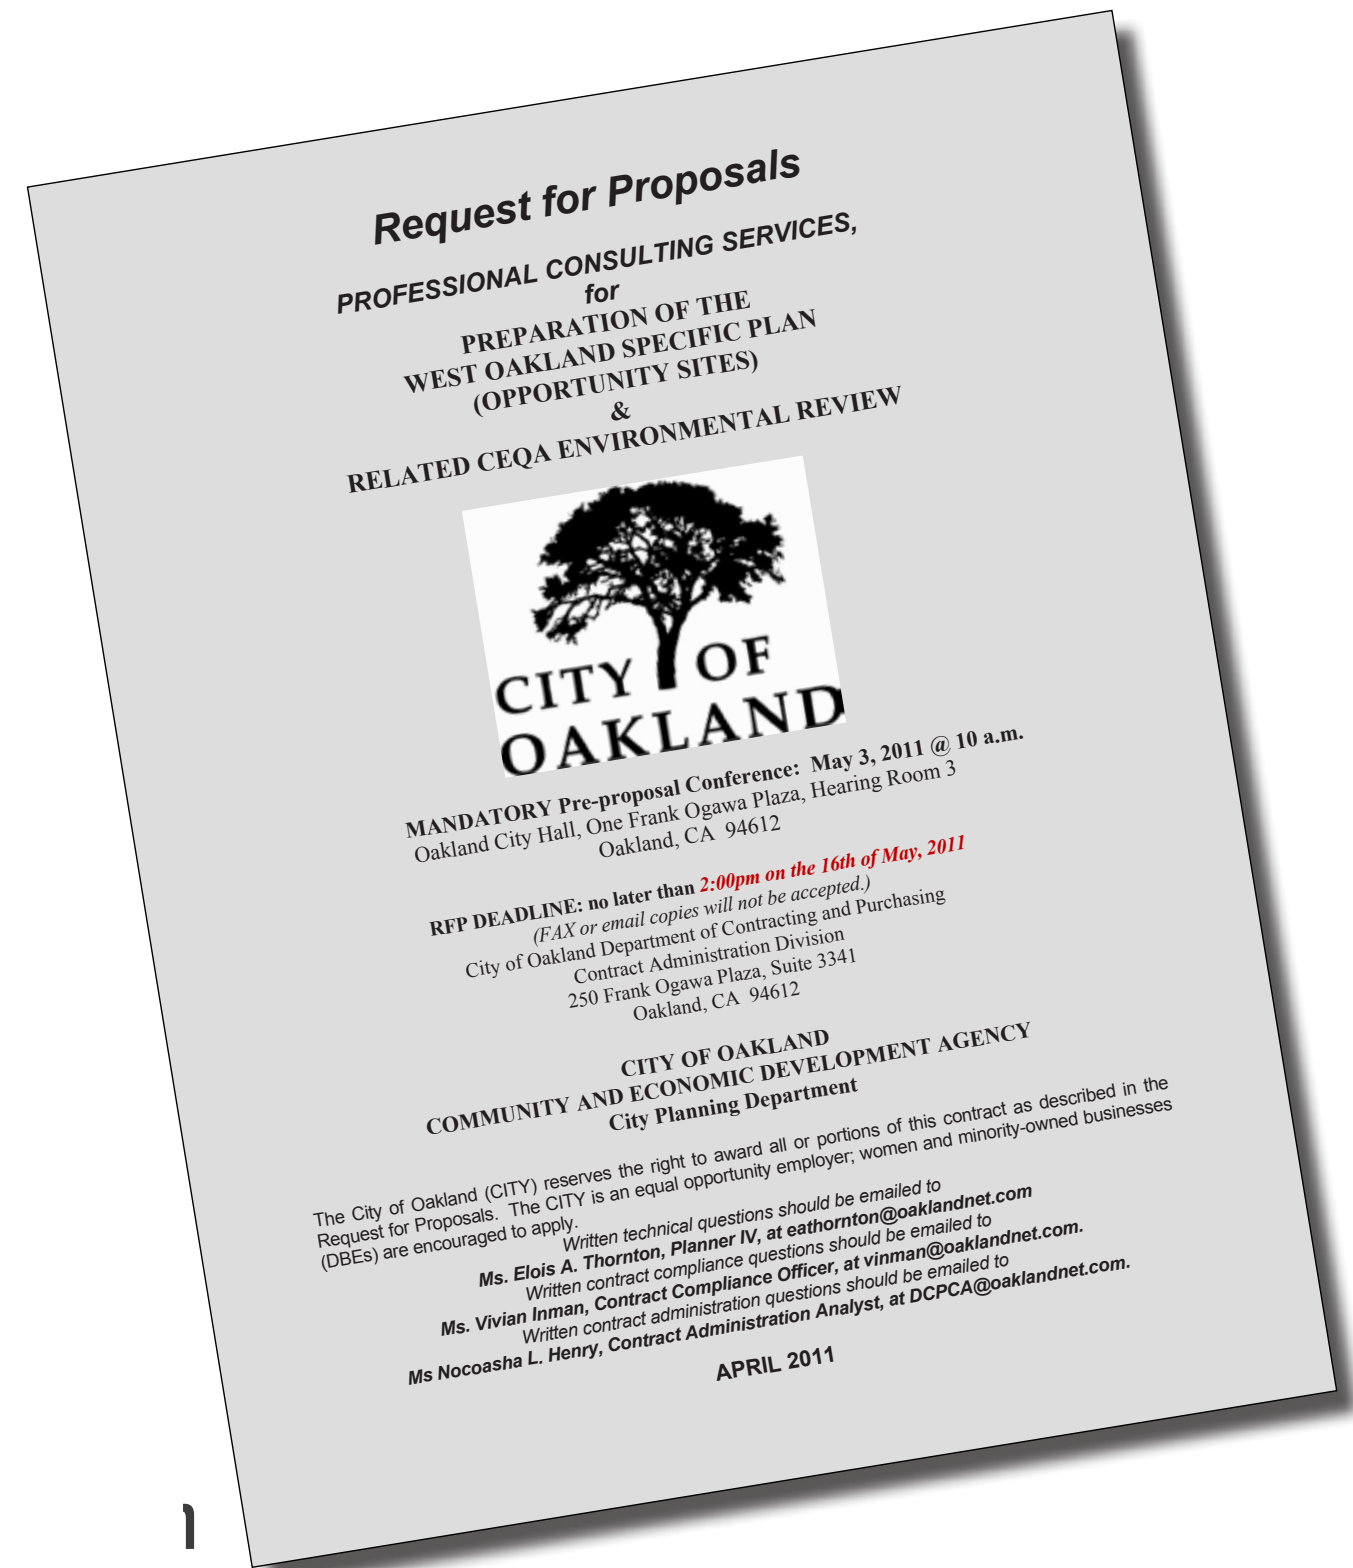 Request for Proposals
PROFESSIONAL CONSULTING SERVICES,
for
PREPARATION OF THE
WEST OAKLAND SPECIFIC PLAN
(OPPORTUNITY SITES)
&
RELATED CEQA ENVIRONMENTAL REVIEW
CITY OF
OAKLAND
MANDATORY Pre-proposal Conference:  May 3, 2011 @ 10 a.m.
Oakland City Hall, One Frank Ogawa Plaza, Hearing Room 3
Oakland, CA  94612
RFP DEADLINE: no later than 2:00pm on the 16th of May, 2011
(FAX or email copies will not be accepted.)
City of Oakland Department of Contracting and Purchasing
Contract Administration Division
250 Frank Ogawa Plaza, Suite 3341
Oakland, CA  94612
CITY OF OAKLAND
COMMUNITY AND ECONOMIC DEVELOPMENT AGENCY
City Planning Department
The City of Oakland (CITY) reserves the right to award all or portions of this contract as described in the
Request for Proposals.  The CITY is an equal opportunity employer; women and minority-owned businesses
(DBEs) are encouraged to apply.
Written technical questions should be emailed to
Ms. Elois A. Thornton, Planner IV, at eathornton@oaklandnet.com
Written contract compliance questions should be emailed to
Ms. Vivian Inman, Contract Compliance Officer, at vinman@oaklandnet.com.
Written contract administration questions should be emailed to
Ms Nocoasha L. Henry, Contract Administration Analyst, at DCPCA@oaklandnet.com.
APRIL 2011